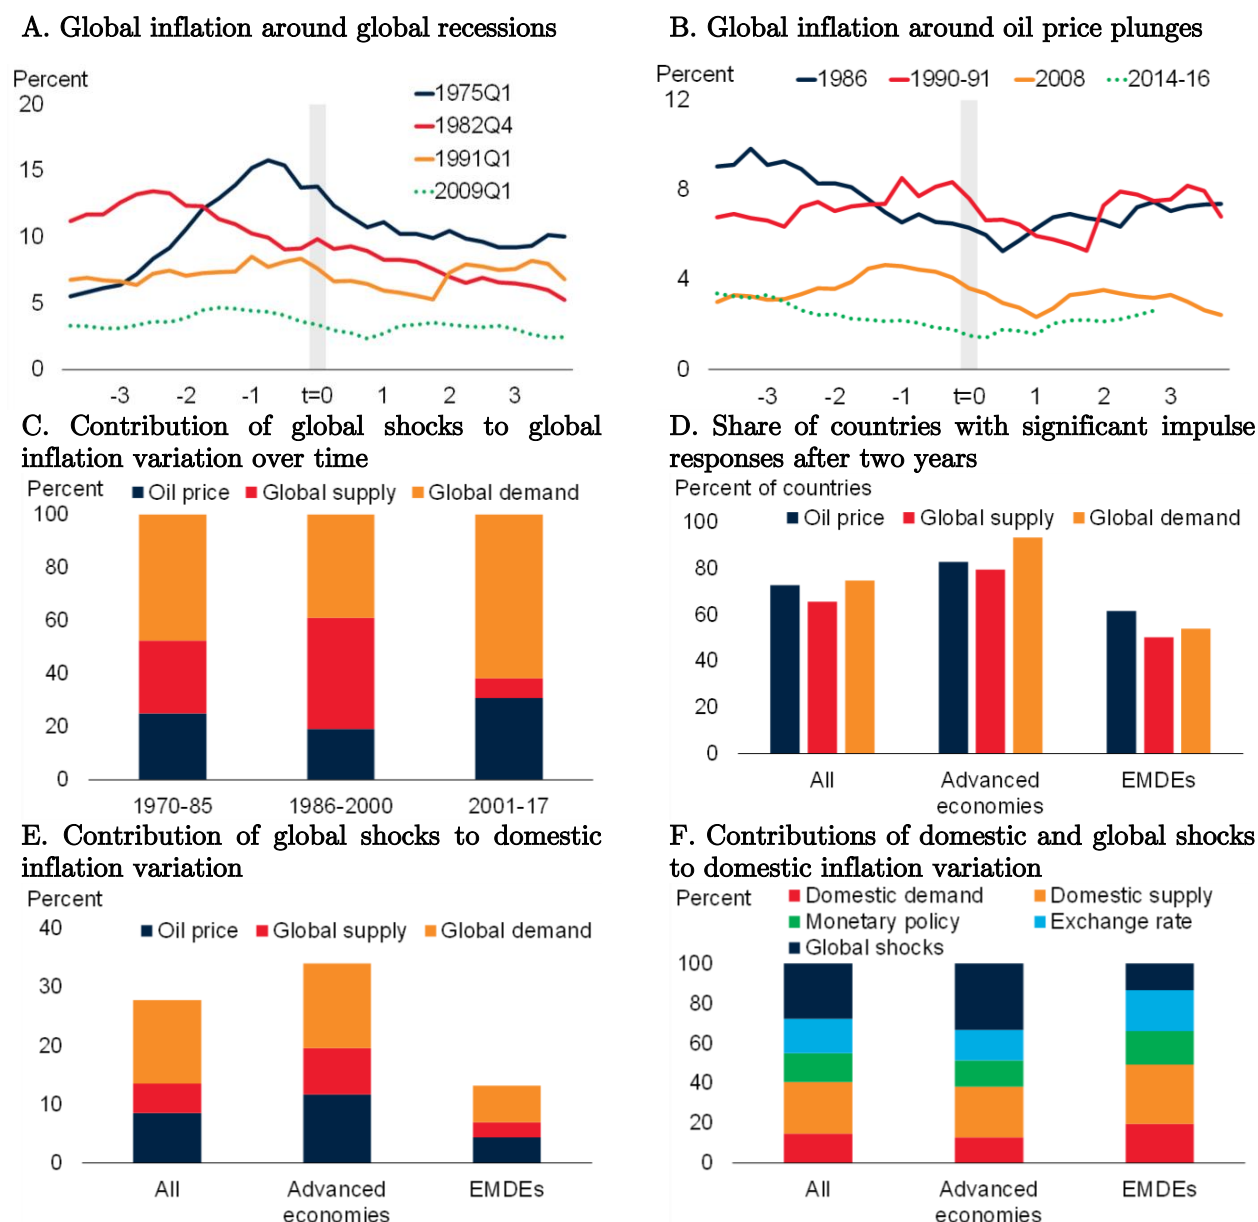 A. Global inflation around global recessions
Percent
1975Q1
1982Q4
1991Q1
2009Q1
20
15
10
5
0
-3 -2 -1 t=0 1 2 3
B. Global inflation around oil price plunges
Percent
1986 1990-91 2008 2014-16
12
8
4
0
-3 -2 -1 t=0 1 2 3
C. Contribution of global shocks to global
inflation variation over time
Percent
Oil price Global supply Global demand
100
80
60
40
20
0
1970-85 1986-2000 2001-17
D. Share of countries with significant impulse
responses after two years
Percent of countries
Oil price Global supply Global demand
100
80
60
40
20
0
All Advanced EMDEs
economies
E. Contribution of global shocks to domestic
inflation variation
Percent
Oil price Global supply Global demand
40
30
20
10
0
All Advanced EMDEs
economies
F. Contributions of domestic and global shocks
to domestic inflation variation
Percent
Domestic demand Domestic supply
Monetary policy Exchange rate
Global shocks
100
80
60
40
20
0
All Advanced EMDEs
economies